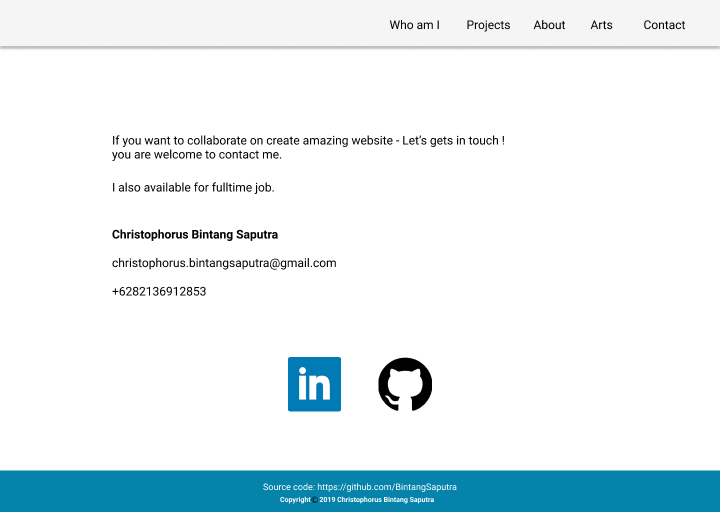 Who am I Projects About Arts Contact
If you want to collaborate on create amazing website - Let's gets in touch !
you are welcome to contact me.
I also available for fulltime job.
Christophorus Bintang Saputra
christophorus.bintangsaputra@gmail.com
+6282136912853
in
Source code: https://github.com/BintangSaputra
Copyright © 2019 Christophorus Bintang Saputra